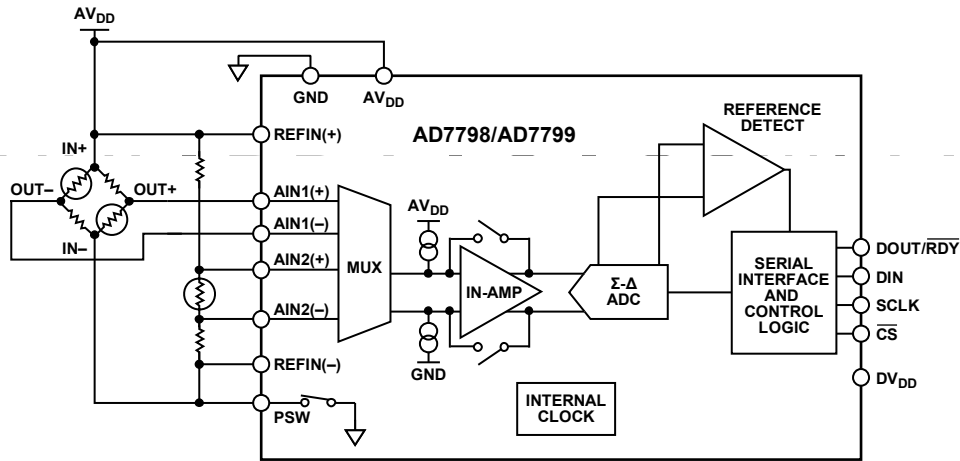 AVDD
GND
AVDD
REFERENCE
DETECT
REFIN(+)
AD7798/AD7799
IN+
OUT–
OUT+
AIN1(+)
AVDD
AIN1(–)
IN–
MUX
AIN2(+)
IN-AMP
Σ-Δ
ADC
SERIAL
INTERFACE
AND
CONTROL
LOGIC
DOUT/RDY
DIN
SCLK
CS
AIN2(–)
REFIN(–)
GND
DVDD
INTERNAL
CLOCK
PSW